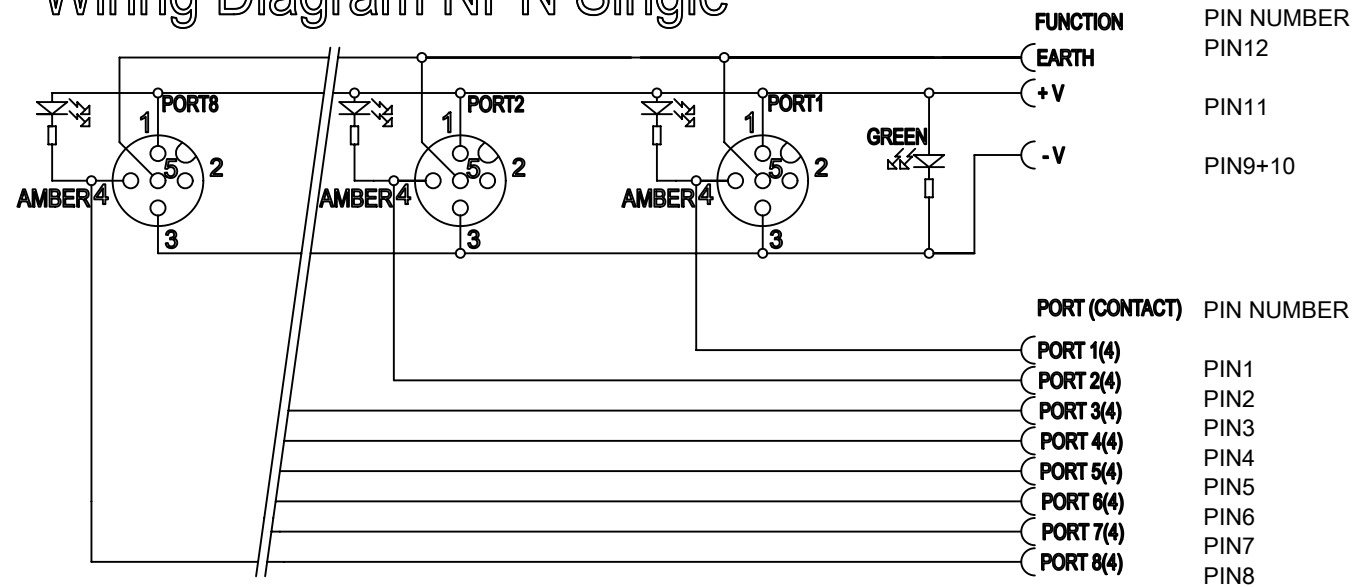 Wiring Diagram NPN Single
FUNCTION PIN NUMBER
EARTH PIN12
+ V PIN11
- V PIN9+10
PORT8 PORT2 PORT1
1 1 1
GREEN
5 2 5 2 5 2
AMBER 4 AMBER 4 AMBER 4
3 3 3
PORT (CONTACT) PIN NUMBER
PORT 1(4) PIN1
PORT 2(4) PIN2
PORT 3(4) PIN3
PORT 4(4) PIN4
PORT 5(4) PIN5
PORT 6(4) PIN6
PORT 7(4) PIN7
PORT 8(4) PIN8